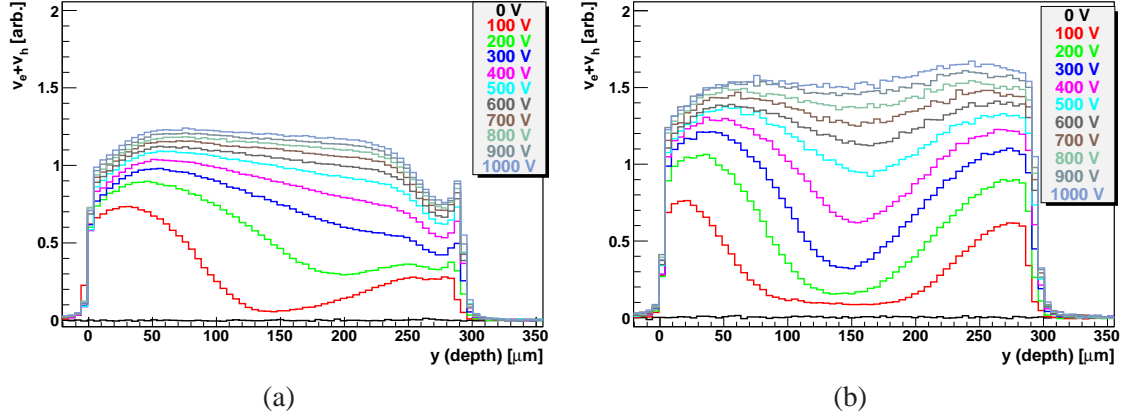 v_e+v_h [arb.]
2
1.5
1
0.5
0
0 V
100 V
200 V
300 V
400 V
500 V
600 V
700 V
800 V
900 V
1000 V
0 50 100 150 200 250 300 350
y (depth) [μm]
(a)
v_e+v_h [arb.]
2
1.5
1
0.5
0
0 V
100 V
200 V
300 V
400 V
500 V
600 V
700 V
800 V
900 V
1000 V
0 50 100 150 200 250 300 350
y (depth) [μm]
(b)